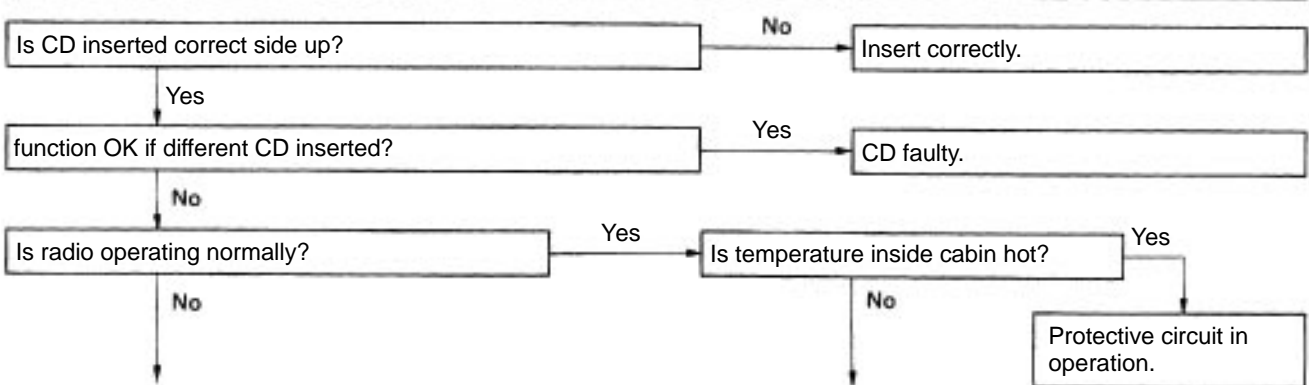 Is CD inserted correct side up?
No
Insert correctly.
Yes
function OK if different CD inserted?
Yes
CD faulty.
No
Is radio operating normally?
Yes
Is temperature inside cabin hot?
Yes
No
No
Protective circuit in
operation.